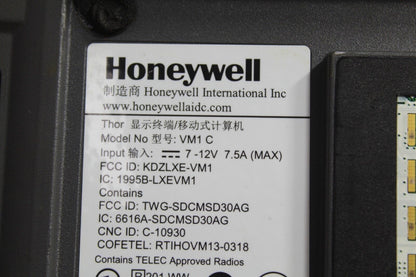 Honeywell
制造商 Honeywell International Inc
www.honeywellaidc.com
Thor 显示终端/移动式计算机
Model No 型号: VM1 C
Input 输入: 7 -12V 7.5A (MAX)
FCC ID: KDZLXE-VM1
IC: 1995B-LXEVM1
Contains
FCC ID: TWG-SDCMSD30AG
IC: 6616A-SDCMSD30AG
CNC ID: C-10930
COFETEL: RTIHOVM13-0318
Contains TELEC Approved Radios